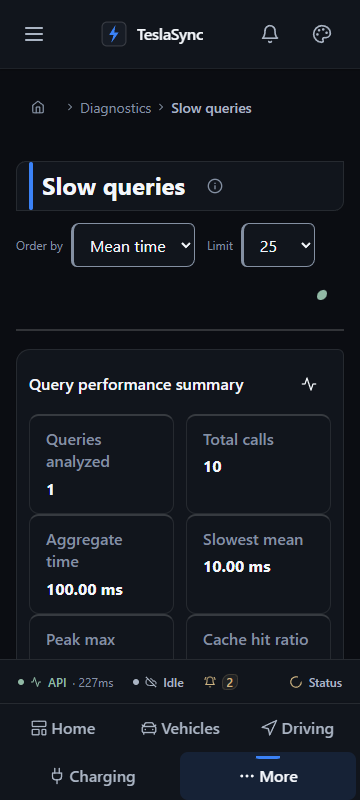 TeslaSync
Diagnostics
Slow queries
Slow queries
Order by
Mean time
Limit
25
Query performance summary
Queries
analyzed
1
Total calls
10
Aggregate
time
100.00 ms
Slowest mean
10.00 ms
Peak max
Cache hit ratio
API · 227ms
Idle
2
Status
Home
Vehicles
Driving
Charging
More